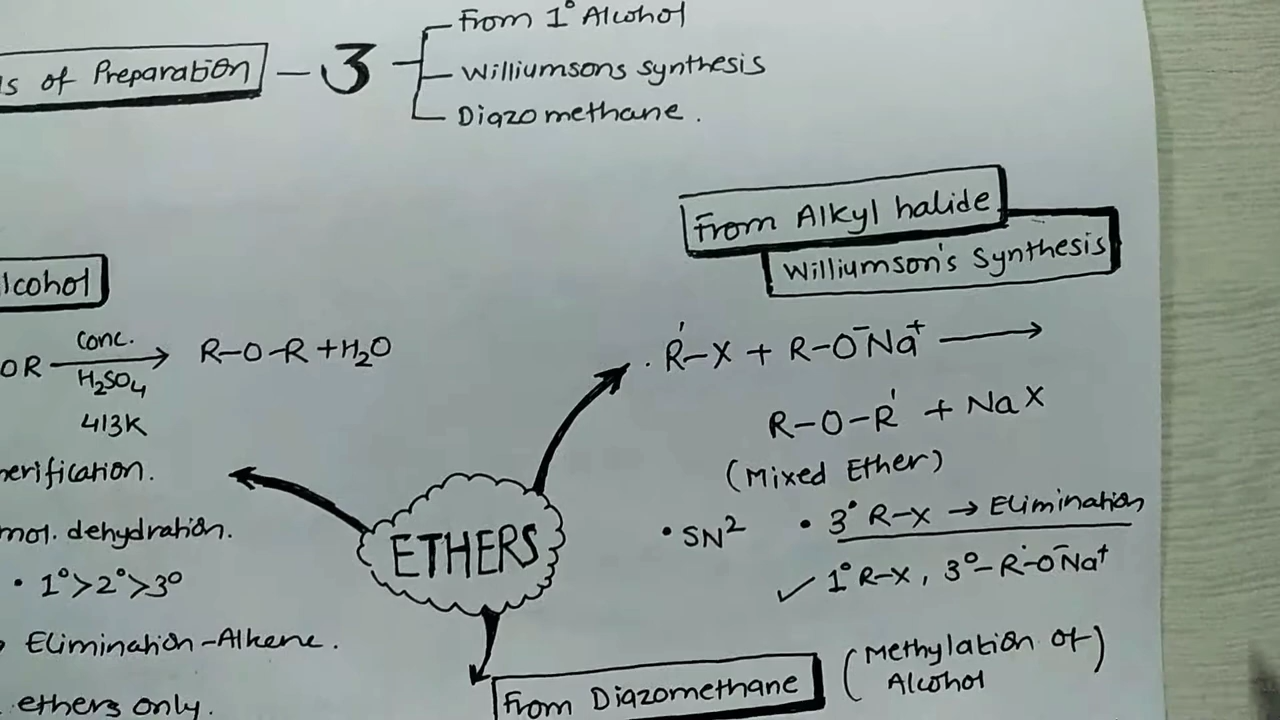 From 1° Alcohol
s of Preparation - 3
Williumsons synthesis
Diazomethane.
From Alkyl halide
Williumson's Synthesis
lcohol
OR conc. H₂SO₄ 413K → R-O-R + H₂O
R'-X + R-O⁻Na⁺ →
R-O-R' + NaX
(Mixed Ether)
nerification.
mol. dehydration.
• 1° > 2° > 3°
Elimination-Alkene.
ethers only.
ETHERS
• SN²
• 3° R-X → Elimination
✓ 1° R-X, 3°-R-O⁻Na⁺
From Diazomethane (Methylation of Alcohol)